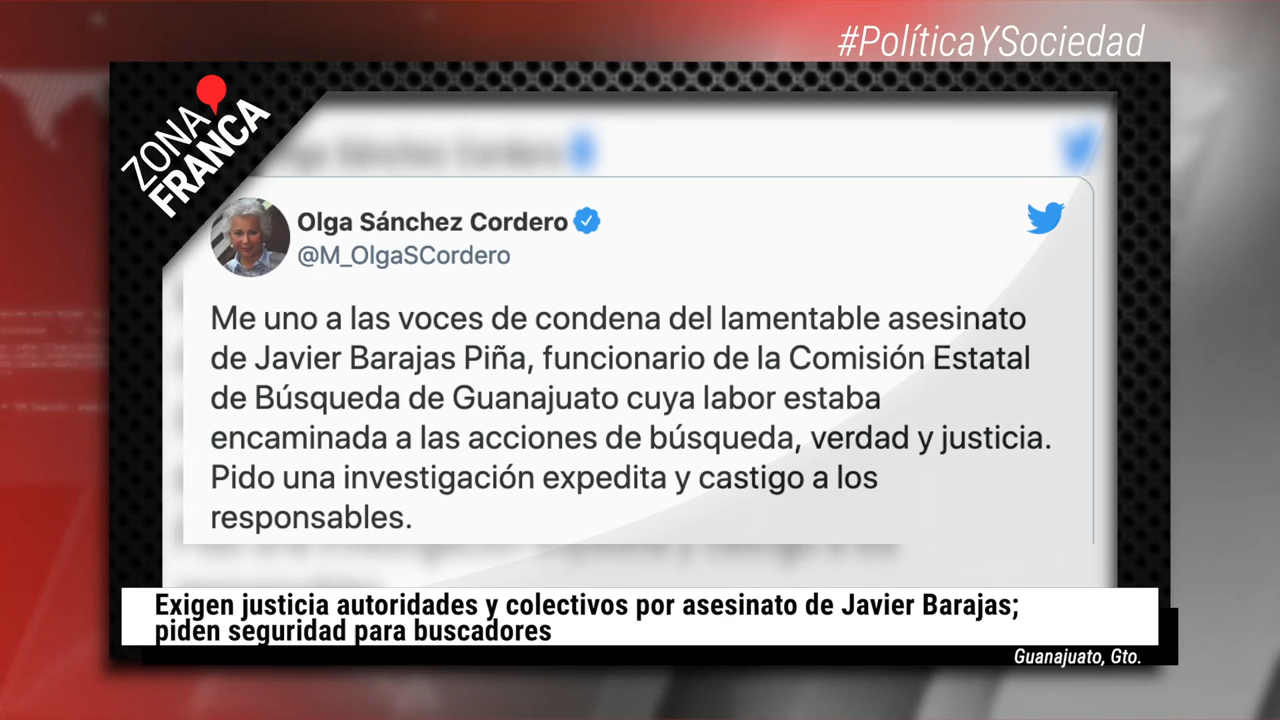 #PolíticaYSociedad
ZONA
FRANCA
Olga Sánchez Cordero
@M_OlgaSCordero
Me uno a las voces de condena del lamentable asesinato
de Javier Barajas Piña, funcionario de la Comisión Estatal
de Búsqueda de Guanajuato cuya labor estaba
encaminada a las acciones de búsqueda, verdad y justicia.
Pido una investigación expedita y castigo a los
responsables.
Exigen justicia autoridades y colectivos por asesinato de Javier Barajas;
piden seguridad para buscadores
Guanajuato, Gto.